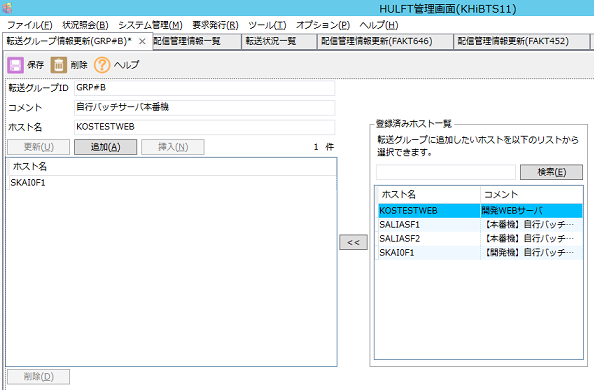 HULFT管理画面(KHiBTS11)
ファイル(F) 状況照会(B) システム管理(M) 要求発行(R) ツール(T) オプション(P) ヘルプ(H)
転送グループ情報更新(GRP#B)* × 配信管理情報一覧 転送状況一覧 配信管理情報更新(FAKT646) 配信管理情報更新(FAKT452)
保存 削除 ? ヘルプ
転送グループID GRP#B
コメント 自行バッチサーバ本番機
ホスト名 KOSTESTWEB
更新(U) 追加(A) 挿入(N) 1 件
ホスト名
SKAI0F1
削除(D)
<<
登録済みホスト一覧
転送グループに追加したいホストを以下のリストから
選択できます。
検索(E)
ホスト名 コメント
KOSTESTWEB 開発WEBサーバ
SALIASF1 【本番機】自行バッチ…
SALIASF2 【本番機】自行バッチ…
SKAI0F1 【開発機】自行バッチ…